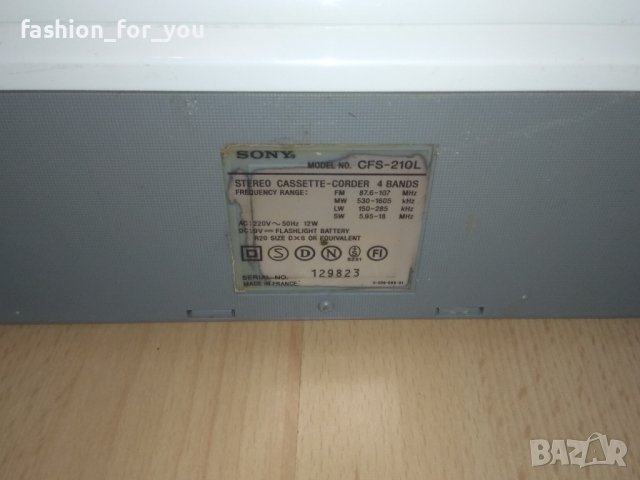 fashion_for_you
SONY®
MODEL NO. CFS-210L
STEREO CASSETTE-CORDER 4 BANDS
FREQUENCY RANGE: FM 87.6-107 MHz
MW 530-1605 kHz
LW 150-285 kHz
SW 5.95-18 MHz
AC: 220V ~ 50Hz 12W
DC: 9V FLASHLIGHT BATTERY
R20 SIZE D×6 OR EQUIVALENT
S D N FI
SERIAL NO. 129823
MADE IN FRANCE
BAZAR